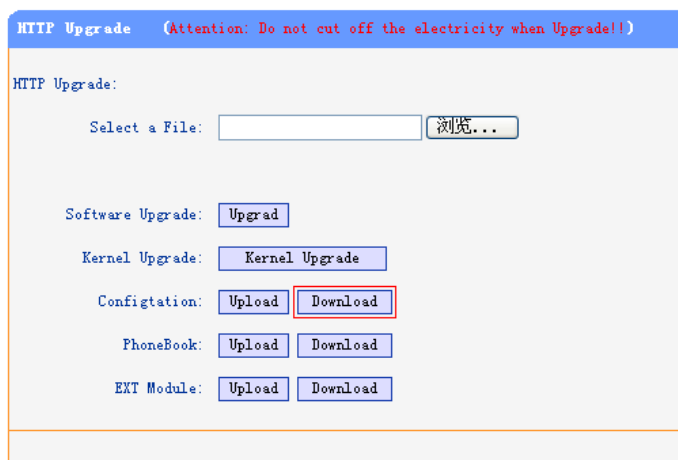 HTTP Upgrade (Attention: Do not cut off the electricity when Upgrade!!)
HTTP Upgrade:
Select a File: 浏览...
Software Upgrade: Upgrad
Kernel Upgrade: Kernel Upgrade
Configtation: Upload Download
PhoneBook: Upload Download
EXT Module: Upload Download